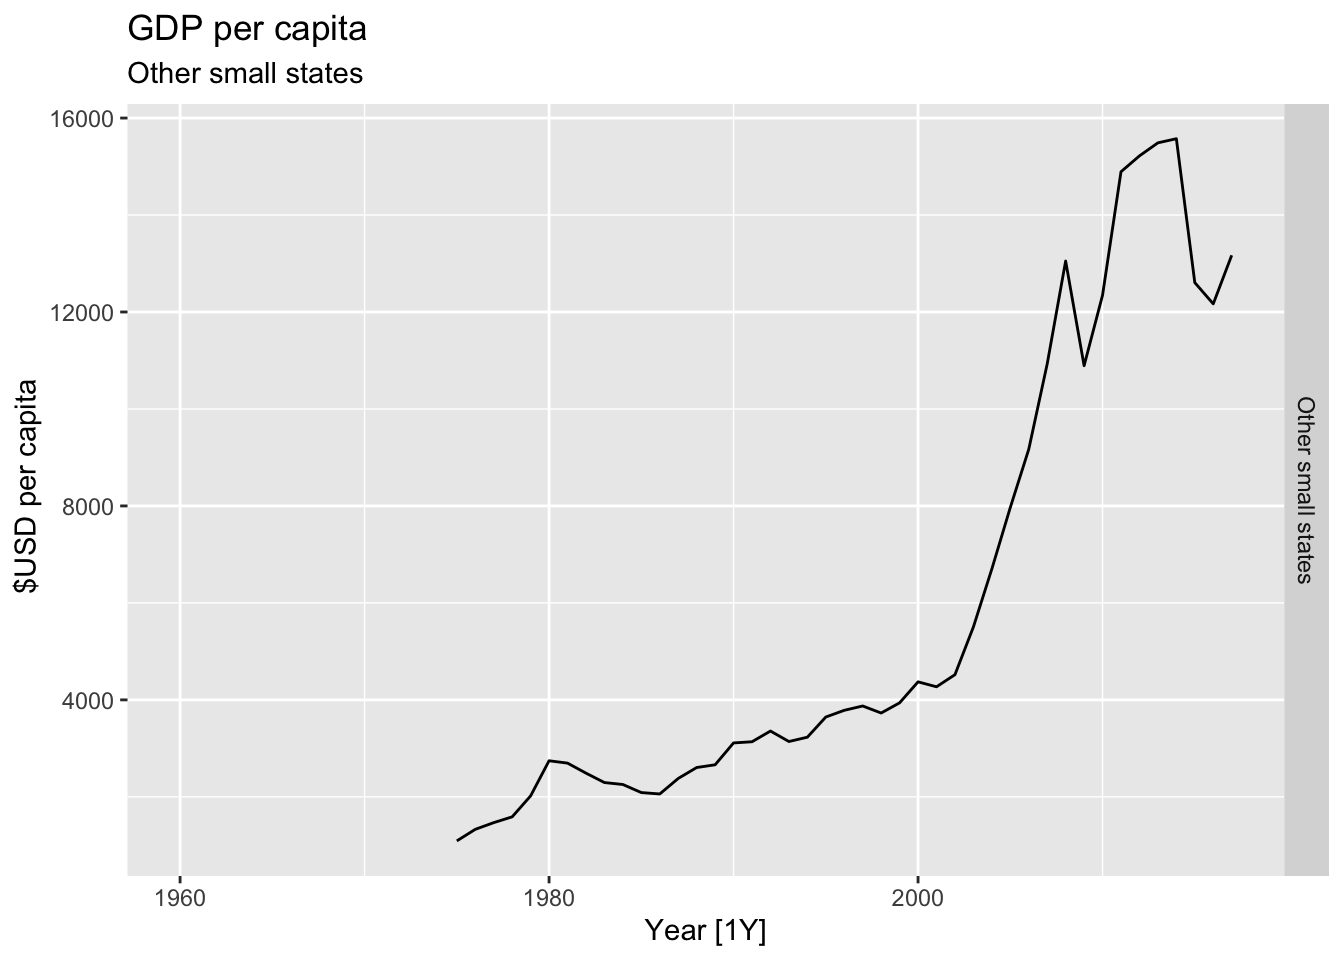 GDP per capita
Other small states
16000
12000
8000
4000
$USD per capita
Other small states
1960
1980
2000
Year [1Y]